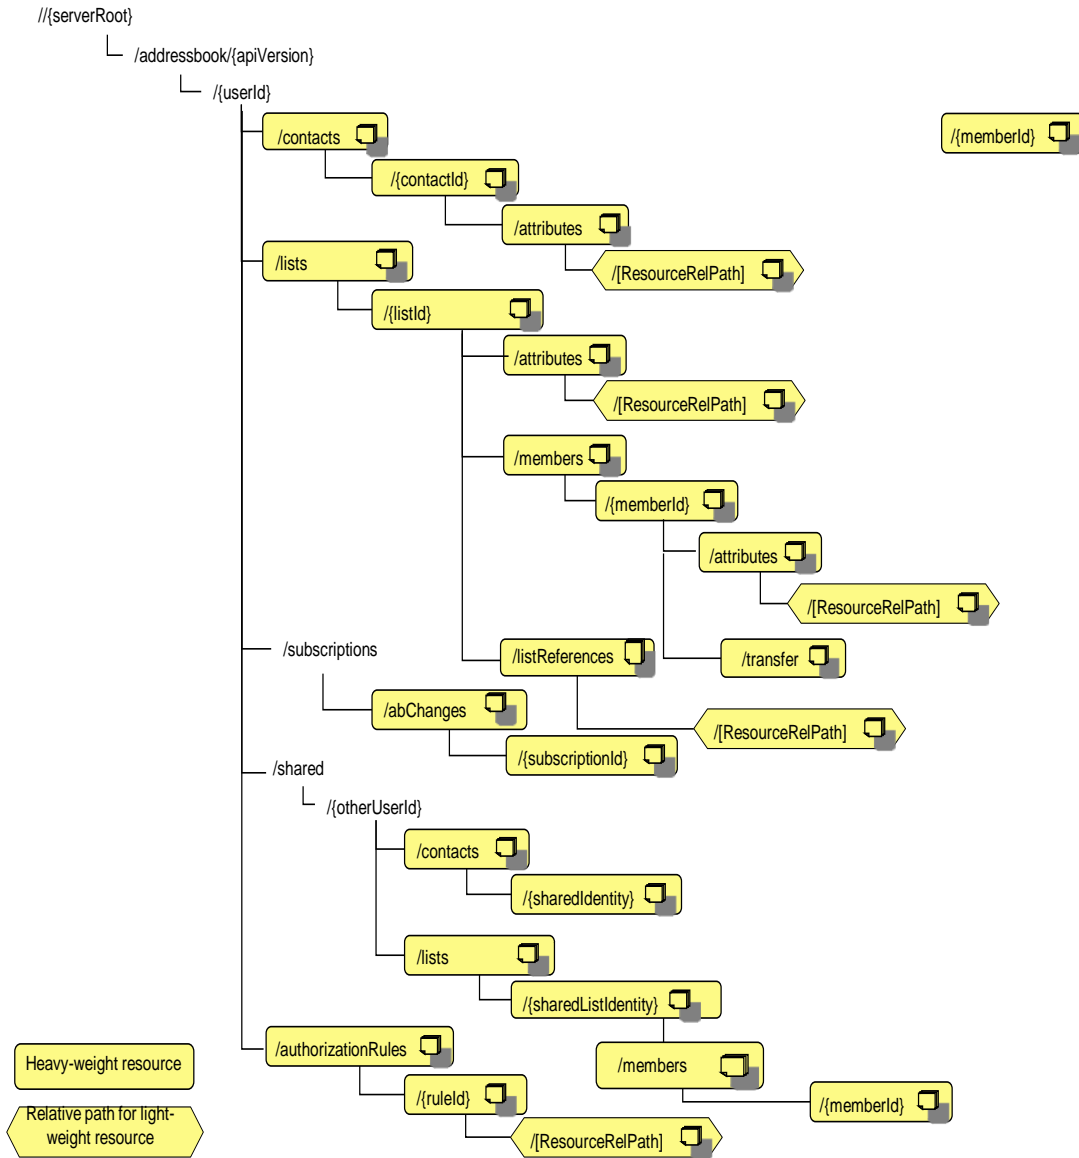 //{serverRoot}
/addressbook/{apiVersion}
/{userId}
/contacts
/{memberId}
/{contactId}
/attributes
/lists
/[ResourceRelPath]
/{listId}
/attributes
/[ResourceRelPath]
/members
/{memberId}
/attributes
/[ResourceRelPath]
/subscriptions
/listReferences
/transfer
/abChanges
/[ResourceRelPath]
/{subscriptionId}
/shared
/{otherUserId}
/contacts
/{sharedIdentity}
/lists
/{sharedListIdentity}
/authorizationRules
/members
Heavy-weight resource
/{ruleId}
/{memberId}
Relative path for light-
weight resource
/[ResourceRelPath]